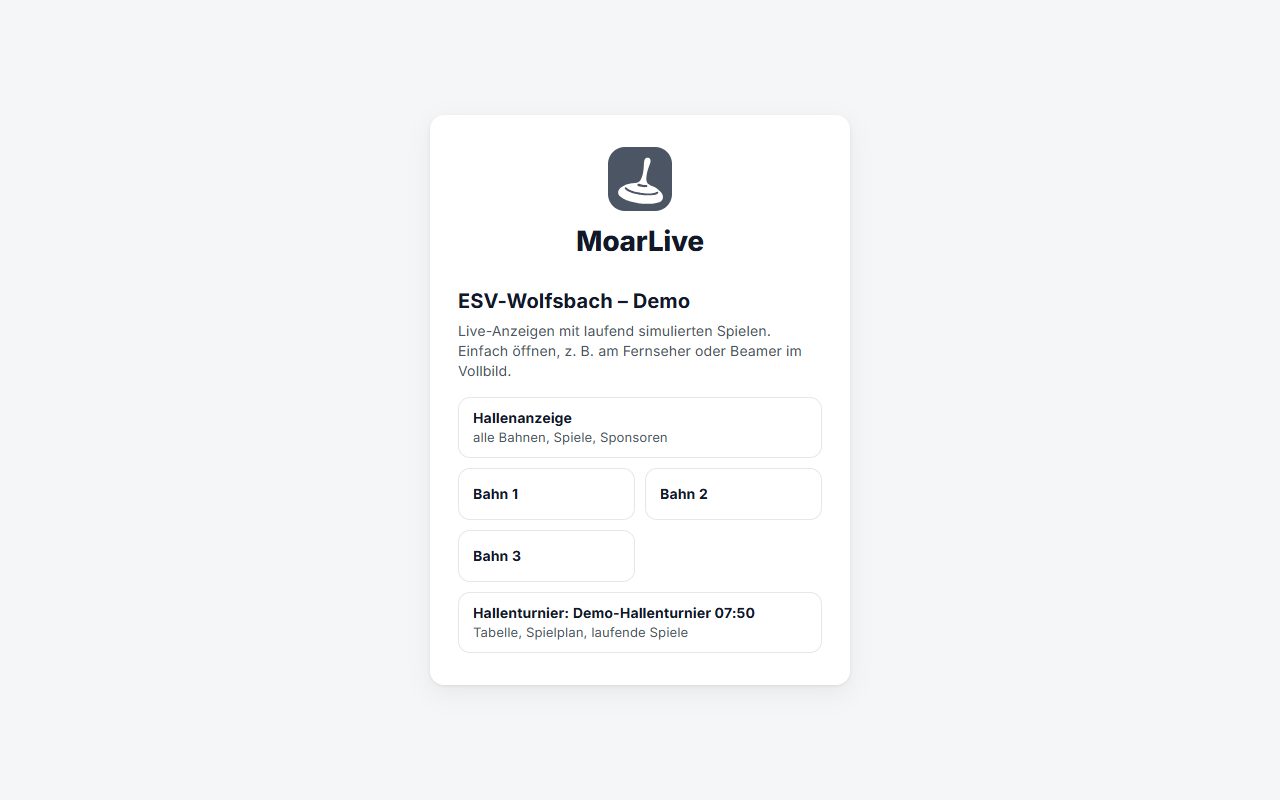 MoarLive
ESV-Wolfsbach – Demo
Live-Anzeigen mit laufend simulierten Spielen.
Einfach öffnen, z. B. am Fernseher oder Beamer im
Vollbild.
Hallenanzeige
alle Bahnen, Spiele, Sponsoren
Bahn 1
Bahn 2
Bahn 3
Hallenturnier: Demo-Hallenturnier 07:50
Tabelle, Spielplan, laufende Spiele